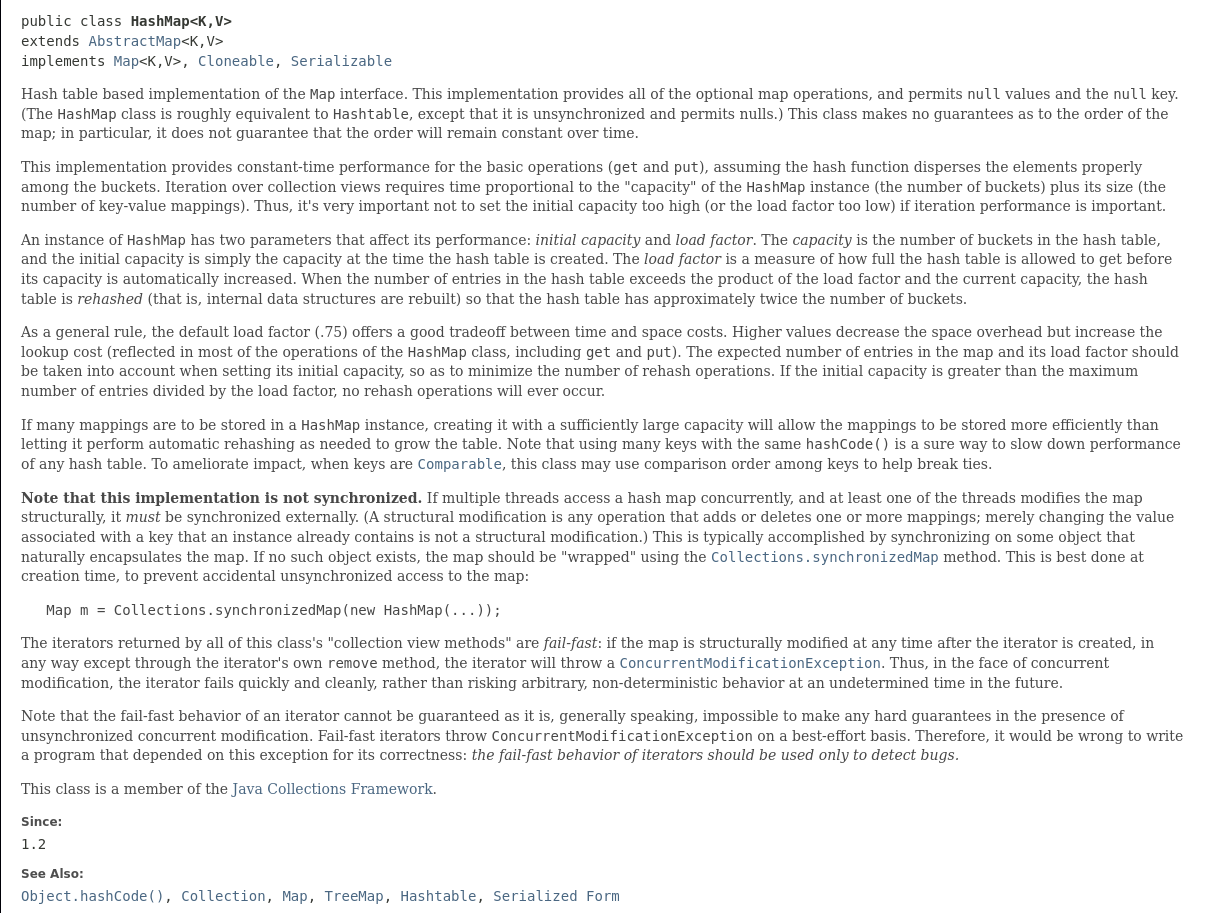 public class HashMap<K,V>
extends AbstractMap<K,V>
implements Map<K,V>, Cloneable, Serializable
Hash table based implementation of the Map interface. This implementation provides all of the optional map operations, and permits null values and the null key.
(The HashMap class is roughly equivalent to Hashtable, except that it is unsynchronized and permits nulls.) This class makes no guarantees as to the order of the
map; in particular, it does not guarantee that the order will remain constant over time.
This implementation provides constant-time performance for the basic operations (get and put), assuming the hash function disperses the elements properly
among the buckets. Iteration over collection views requires time proportional to the "capacity" of the HashMap instance (the number of buckets) plus its size (the
number of key-value mappings). Thus, it's very important not to set the initial capacity too high (or the load factor too low) if iteration performance is important.
An instance of HashMap has two parameters that affect its performance: initial capacity and load factor. The capacity is the number of buckets in the hash table,
and the initial capacity is simply the capacity at the time the hash table is created. The load factor is a measure of how full the hash table is allowed to get before
its capacity is automatically increased. When the number of entries in the hash table exceeds the product of the load factor and the current capacity, the hash
table is rehashed (that is, internal data structures are rebuilt) so that the hash table has approximately twice the number of buckets.
As a general rule, the default load factor (.75) offers a good tradeoff between time and space costs. Higher values decrease the space overhead but increase the
lookup cost (reflected in most of the operations of the HashMap class, including get and put). The expected number of entries in the map and its load factor should
be taken into account when setting its initial capacity, so as to minimize the number of rehash operations. If the initial capacity is greater than the maximum
number of entries divided by the load factor, no rehash operations will ever occur.
If many mappings are to be stored in a HashMap instance, creating it with a sufficiently large capacity will allow the mappings to be stored more efficiently than
letting it perform automatic rehashing as needed to grow the table. Note that using many keys with the same hashCode() is a sure way to slow down performance
of any hash table. To ameliorate impact, when keys are Comparable, this class may use comparison order among keys to help break ties.
Note that this implementation is not synchronized. If multiple threads access a hash map concurrently, and at least one of the threads modifies the map
structurally, it must be synchronized externally. (A structural modification is any operation that adds or deletes one or more mappings; merely changing the value
associated with a key that an instance already contains is not a structural modification.) This is typically accomplished by synchronizing on some object that
naturally encapsulates the map. If no such object exists, the map should be "wrapped" using the Collections.synchronizedMap method. This is best done at
creation time, to prevent accidental unsynchronized access to the map:
Map m = Collections.synchronizedMap(new HashMap(...));
The iterators returned by all of this class's "collection view methods" are fail-fast: if the map is structurally modified at any time after the iterator is created, in
any way except through the iterator's own remove method, the iterator will throw a ConcurrentModificationException. Thus, in the face of concurrent
modification, the iterator fails quickly and cleanly, rather than risking arbitrary, non-deterministic behavior at an undetermined time in the future.
Note that the fail-fast behavior of an iterator cannot be guaranteed as it is, generally speaking, impossible to make any hard guarantees in the presence of
unsynchronized concurrent modification. Fail-fast iterators throw ConcurrentModificationException on a best-effort basis. Therefore, it would be wrong to write
a program that depended on this exception for its correctness: the fail-fast behavior of iterators should be used only to detect bugs.
This class is a member of the Java Collections Framework.
Since:
1.2
See Also:
Object.hashCode(), Collection, Map, TreeMap, Hashtable, Serialized Form